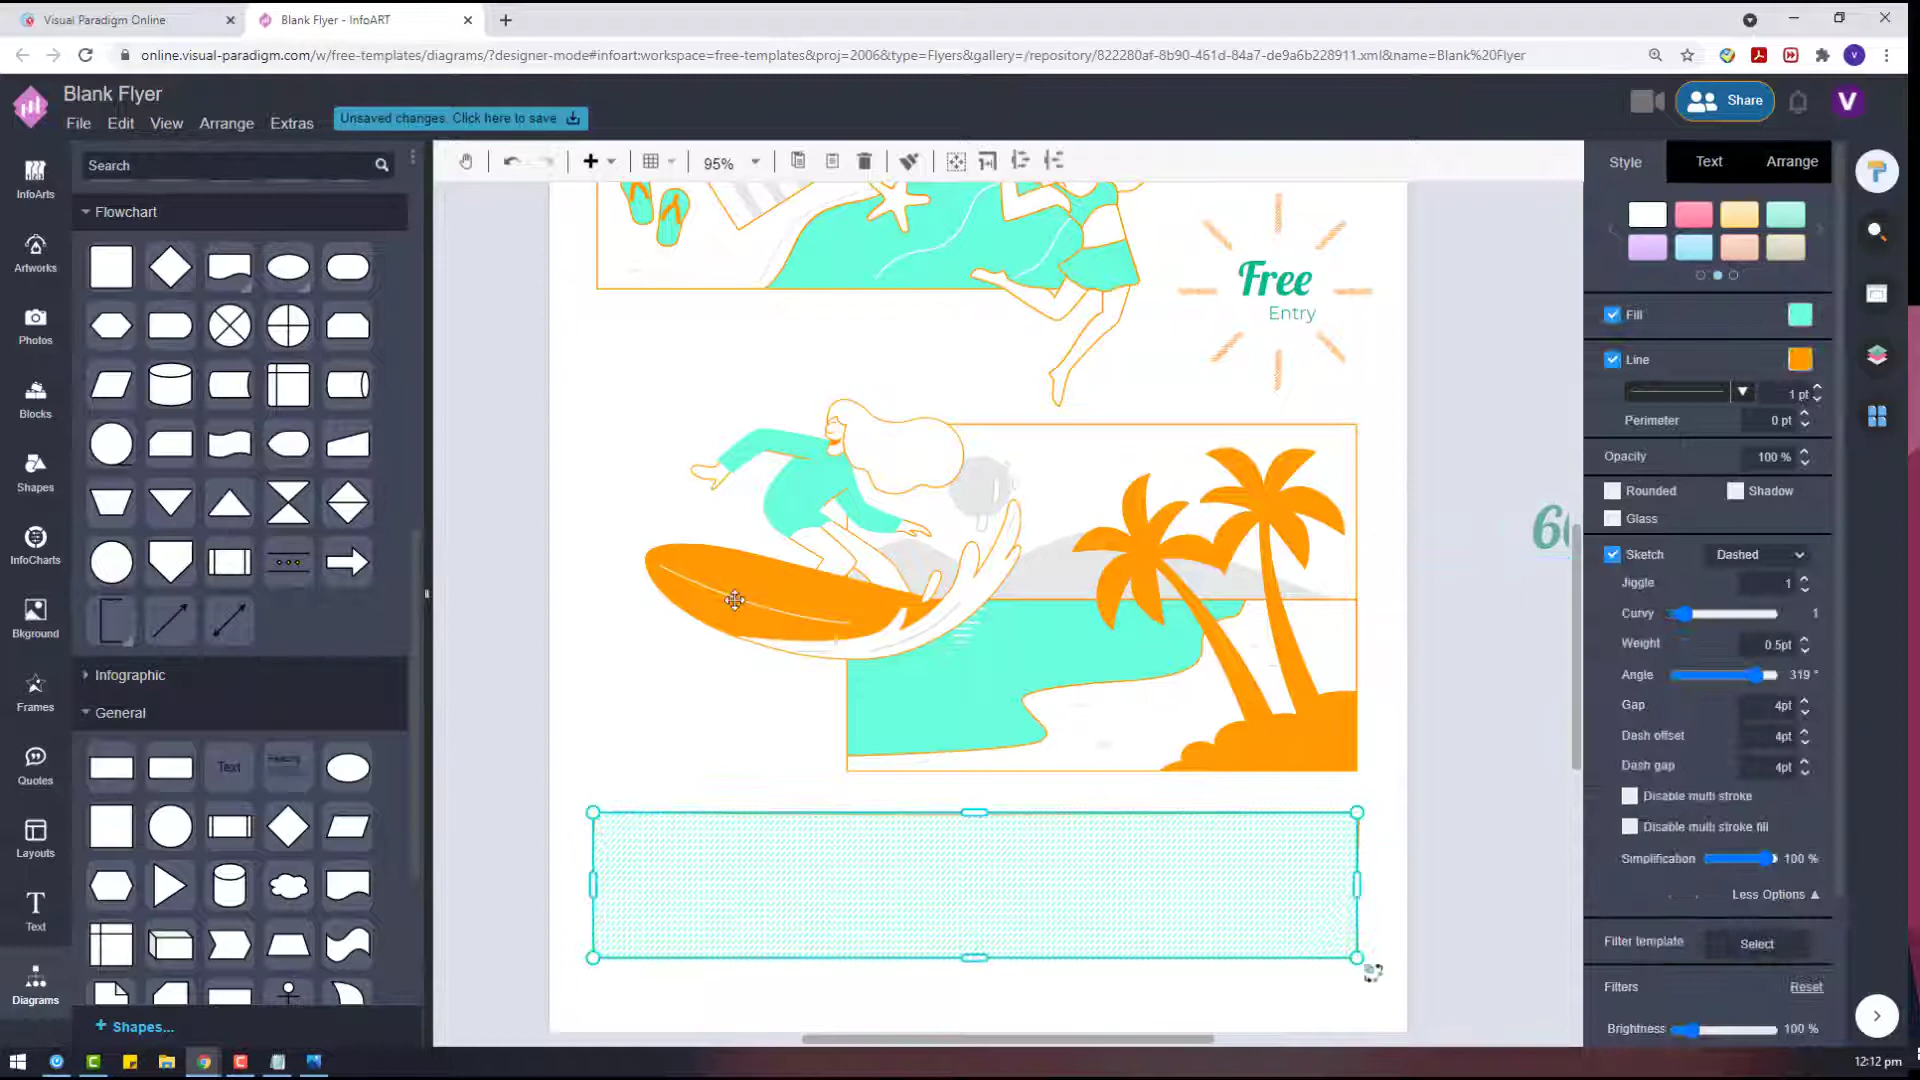 Visual Paradigm Online
Blank Flyer - InfoART
online.visual-paradigm.com/w/free-templates/diagrams/?designer-mode#infoart:workspace=free-templates&proj=2006&type=Flyers&gallery=/repository/822280af-8b90-461d-84a7-de9a6b228911.xml&name=Blank%20Flyer
V
Blank Flyer
File Edit View Arrange Extras
Unsaved changes. Click here to save
Share
V
Search
95%
Style Text Arrange
InfoArts
Artworks
Photos
Blocks
Shapes
InfoCharts
Bkground
Frames
Quotes
Layouts
Text
Diagrams
Flowchart
Infographic
General
Text
Heading
+ Shapes...
Free
Entry
Fill
Line
1 pt
Perimeter 0 pt
Opacity 100 %
Rounded Shadow
Glass
Sketch Dashed
Jiggle 1
Curvy 1
Weight 0.5pt
Angle 319 °
Gap 4pt
Dash offset 4pt
Dash gap 4pt
Disable multi stroke
Disable multi stroke fill
Simplification 100 %
Less Options
Filter template Select
Filters Reset
Brightness 100 %
12:12 pm